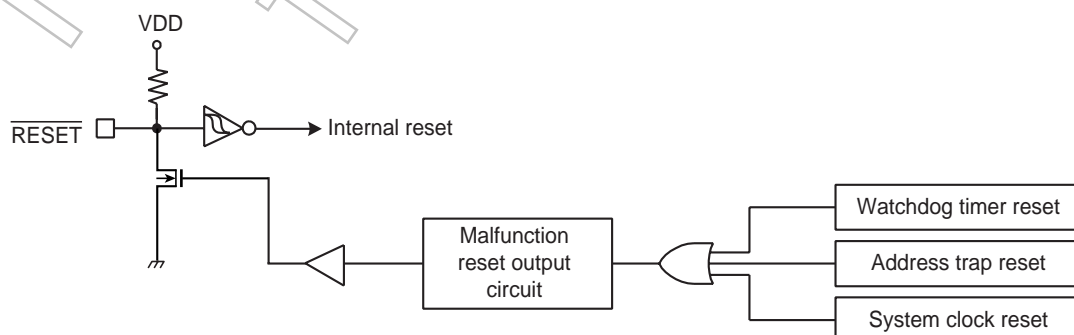 VDD
RESET
Internal reset
Watchdog timer reset
Malfunction
reset output
circuit
Address trap reset
System clock reset